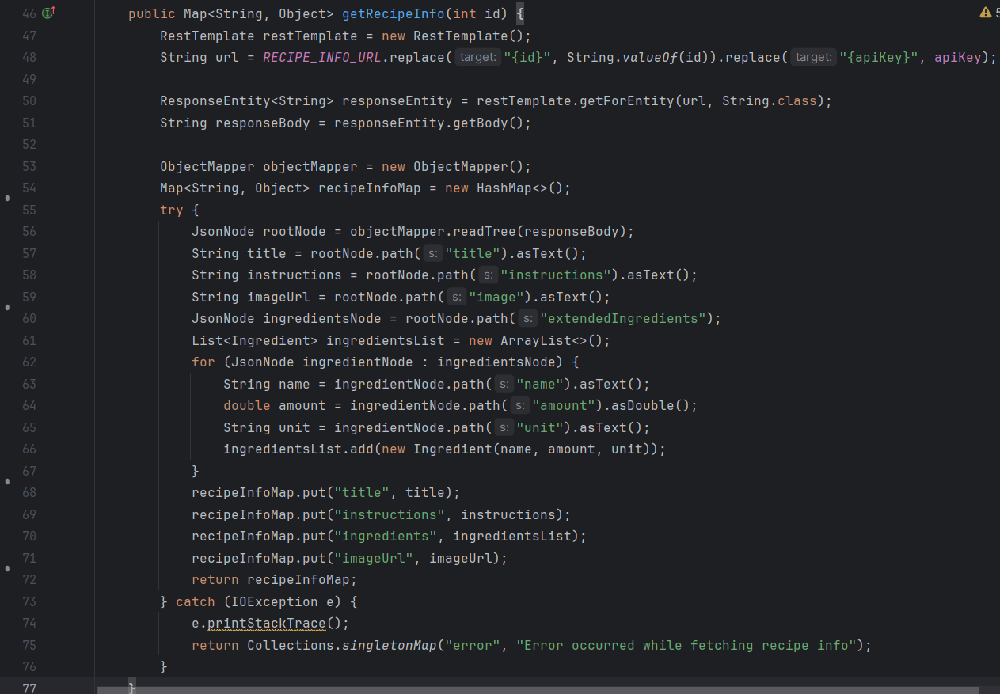 46 public Map<String, Object> getRecipeInfo(int id) { 5
47 RestTemplate restTemplate = new RestTemplate();
48 String url = RECIPE_INFO_URL.replace( target: "{id}", String.valueOf(id)).replace( target: "{apiKey}", apiKey);
49
50 ResponseEntity<String> responseEntity = restTemplate.getForEntity(url, String.class);
51 String responseBody = responseEntity.getBody();
52
53 ObjectMapper objectMapper = new ObjectMapper();
54 Map<String, Object> recipeInfoMap = new HashMap<>();
55 try {
56 JsonNode rootNode = objectMapper.readTree(responseBody);
57 String title = rootNode.path( s: "title").asText();
58 String instructions = rootNode.path( s: "instructions").asText();
59 String imageUrl = rootNode.path( s: "image").asText();
60 JsonNode ingredientsNode = rootNode.path( s: "extendedIngredients");
61 List<Ingredient> ingredientsList = new ArrayList<>();
62 for (JsonNode ingredientNode : ingredientsNode) {
63 String name = ingredientNode.path( s: "name").asText();
64 double amount = ingredientNode.path( s: "amount").asDouble();
65 String unit = ingredientNode.path( s: "unit").asText();
66 ingredientsList.add(new Ingredient(name, amount, unit));
67 }
68 recipeInfoMap.put("title", title);
69 recipeInfoMap.put("instructions", instructions);
70 recipeInfoMap.put("ingredients", ingredientsList);
71 recipeInfoMap.put("imageUrl", imageUrl);
72 return recipeInfoMap;
73 } catch (IOException e) {
74 e.printStackTrace();
75 return Collections.singletonMap("error", "Error occurred while fetching recipe info");
76 }
77 }